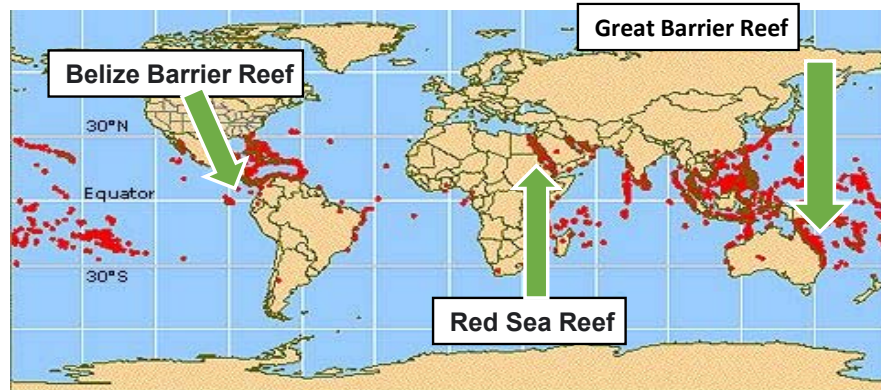 Great Barrier Reef
Belize Barrier Reef
30°N
Equator
30°S
Red Sea Reef